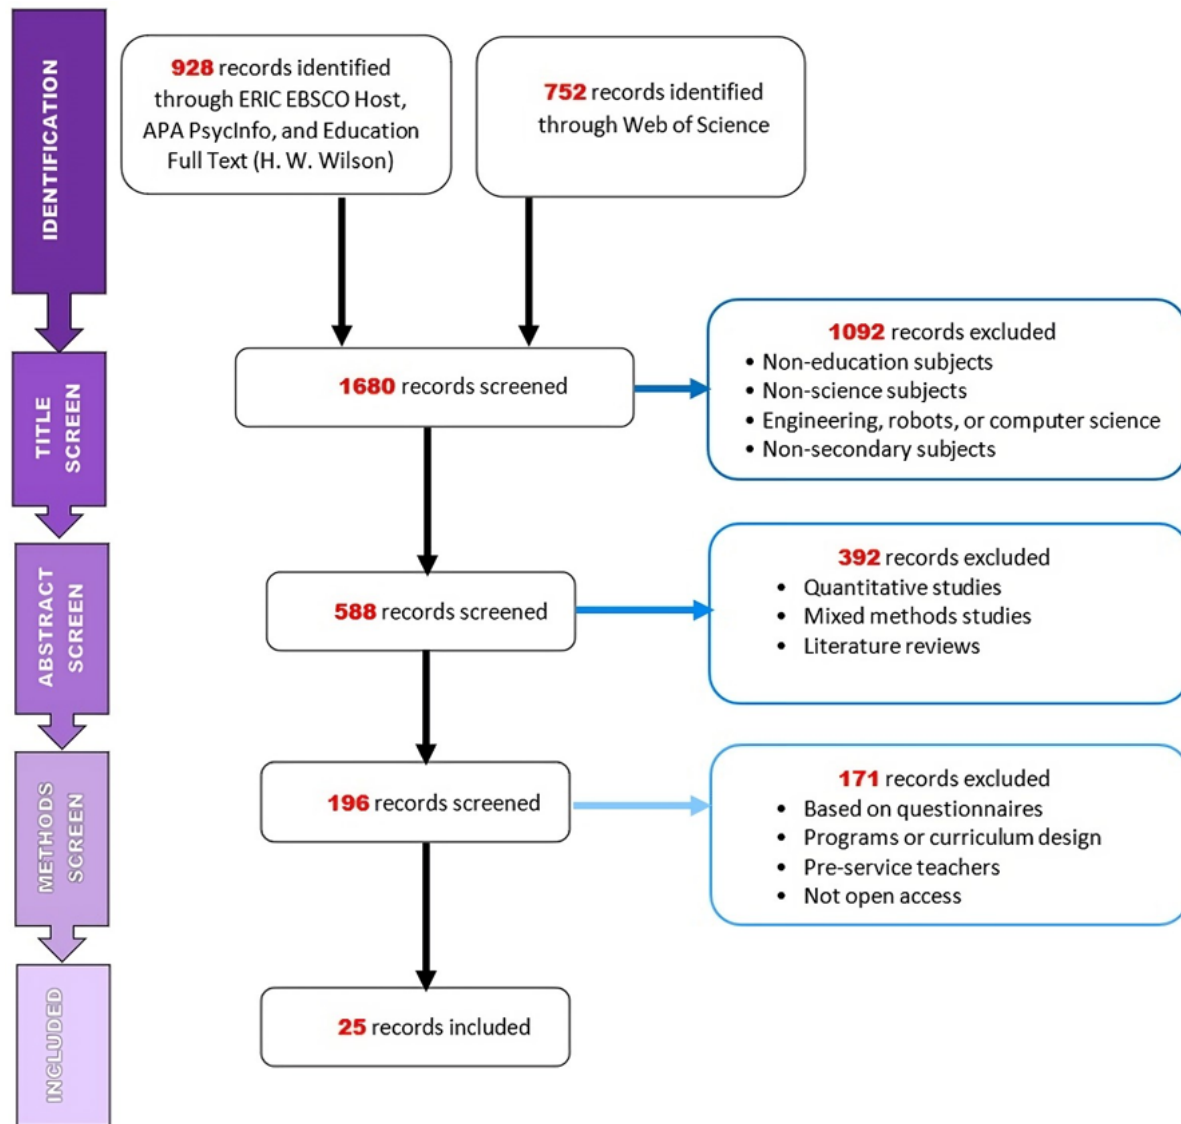 IDENTIFICATION
928 records identified
through ERIC EBSCO Host,
APA PsycInfo, and Education
Full Text (H. W. Wilson)
752 records identified
through Web of Science
TITLE
SCREEN
1680 records screened
1092 records excluded
• Non-education subjects
• Non-science subjects
• Engineering, robots, or computer science
• Non-secondary subjects
ABSTRACT
SCREEN
588 records screened
392 records excluded
• Quantitative studies
• Mixed methods studies
• Literature reviews
METHODS
SCREEN
196 records screened
171 records excluded
• Based on questionnaires
• Programs or curriculum design
• Pre-service teachers
• Not open access
INCLUDED
25 records included